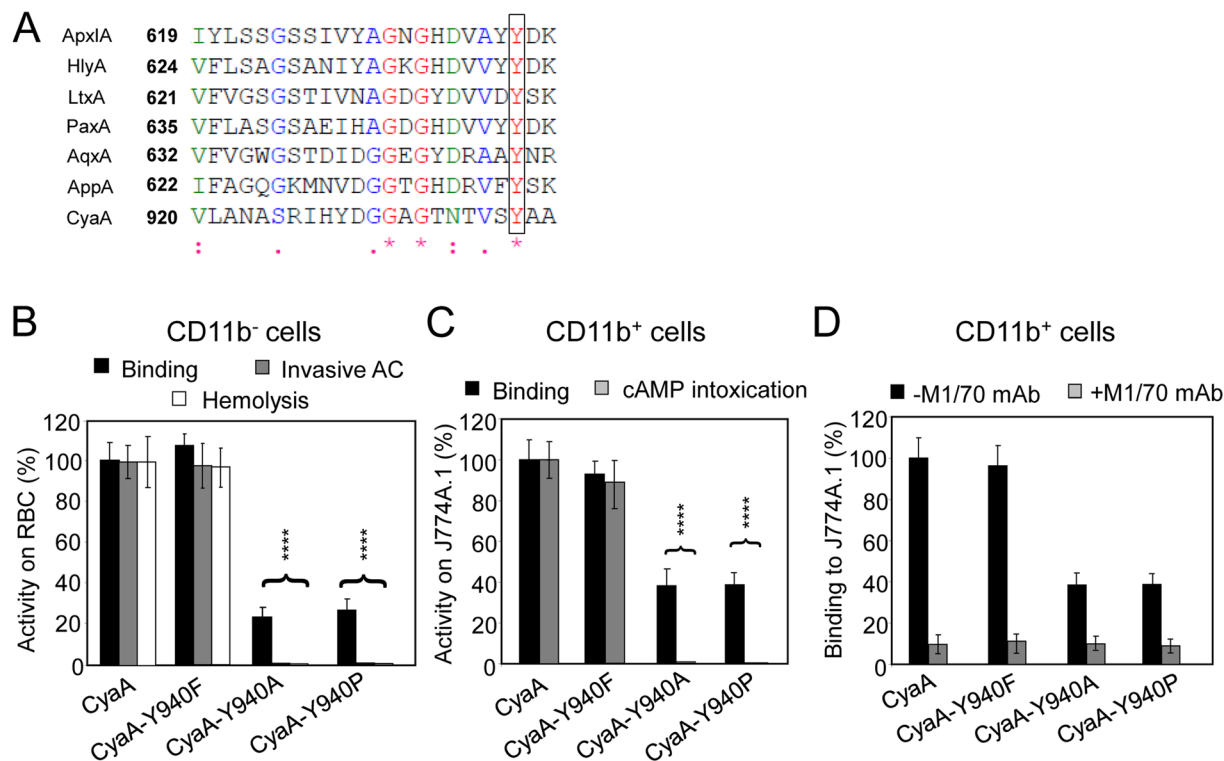 A
ApxIA 619 IYLSSGSSIVYAGNGHDVAYYDK
HlyA 624 VFLSAGSANIYAGKGHDVVYYDK
LtxA 621 VFVGSGSTIVNAGDGYDVVDYSK
PaxA 635 VFLASGSAEIHAGDGHDVVYYDK
AqxA 632 VFVGWGSTDIDGGEGYDRAAYNR
AppA 622 IFAGQGKMNVDGGTGHDRVFYSK
CyaA 920 VLANASRIHYDGGAGTNTVSYAA
: . .* * : . *
B
CD11b- cells
Binding Invasive AC
Hemolysis
Activity on RBC (%)
120
100
80
60
40
20
0
****
****
CyaA
CyaA-Y940F
CyaA-Y940A
CyaA-Y940P
C
CD11b+ cells
Binding cAMP intoxication
Activity on J774A.1 (%)
120
100
80
60
40
20
0
****
****
CyaA
CyaA-Y940F
CyaA-Y940A
CyaA-Y940P
D
CD11b+ cells
-M1/70 mAb +M1/70 mAb
Binding to J774A.1 (%)
120
100
80
60
40
20
0
CyaA
CyaA-Y940F
CyaA-Y940A
CyaA-Y940P